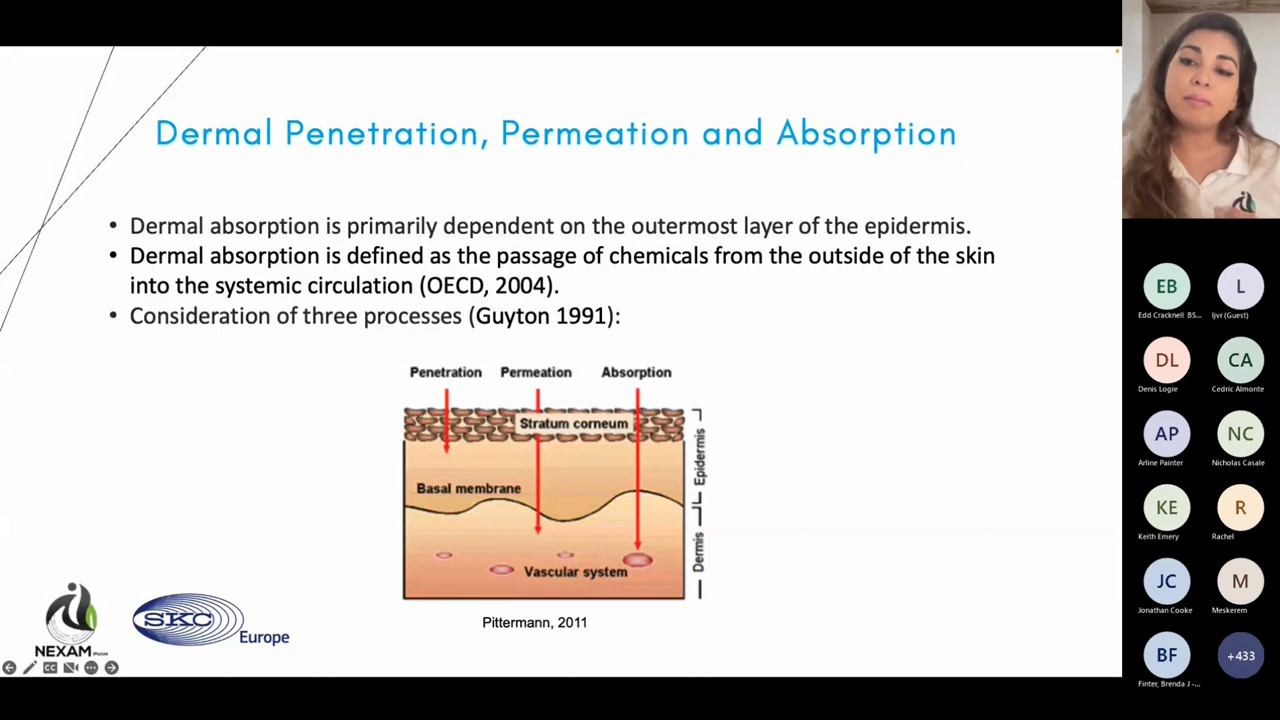 Dermal Penetration, Permeation and Absorption
• Dermal absorption is primarily dependent on the outermost layer of the epidermis.
• Dermal absorption is defined as the passage of chemicals from the outside of the skin
into the systemic circulation (OECD, 2004).
• Consideration of three processes (Guyton 1991):
Penetration Permeation Absorption
Stratum corneum
Basal membrane
Vascular system
Epidermis
Dermis
Pittermann, 2011
NEXAM
SKC
Europe
CC
EB
Edd Cracknell BS...
L
ljvr (Guest)
DL
Denis Logie
CA
Cedric Almonte
AP
Arline Painter
NC
Nicholas Casale
KE
Keith Emery
R
Rachel
JC
Jonathan Cooke
M
Meskerem
BF
Finter, Brenda J -...
+433